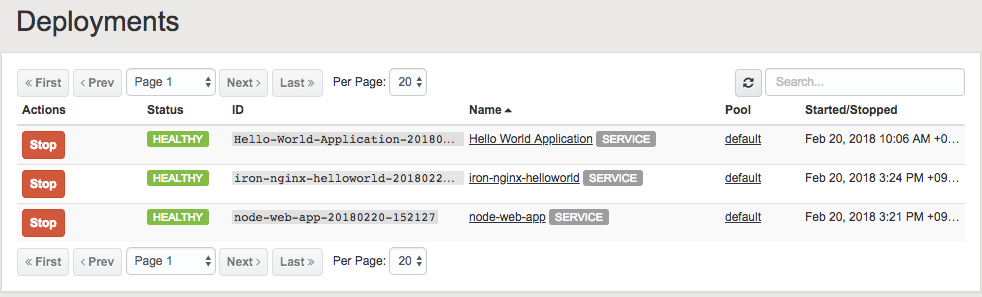 Deployments
« First ‹ Prev Page 1 Next › Last » Per Page: 20 Search...
Actions Status ID Name Pool Started/Stopped
Stop HEALTHY Hello-World-Application-20180... Hello World Application SERVICE default Feb 20, 2018 10:06 AM +0...
Stop HEALTHY iron-nginx-helloworld-2018022... iron-nginx-helloworld SERVICE default Feb 20, 2018 3:24 PM +09...
Stop HEALTHY node-web-app-20180220-152127 node-web-app SERVICE default Feb 20, 2018 3:21 PM +09...
« First ‹ Prev Page 1 Next › Last » Per Page: 20